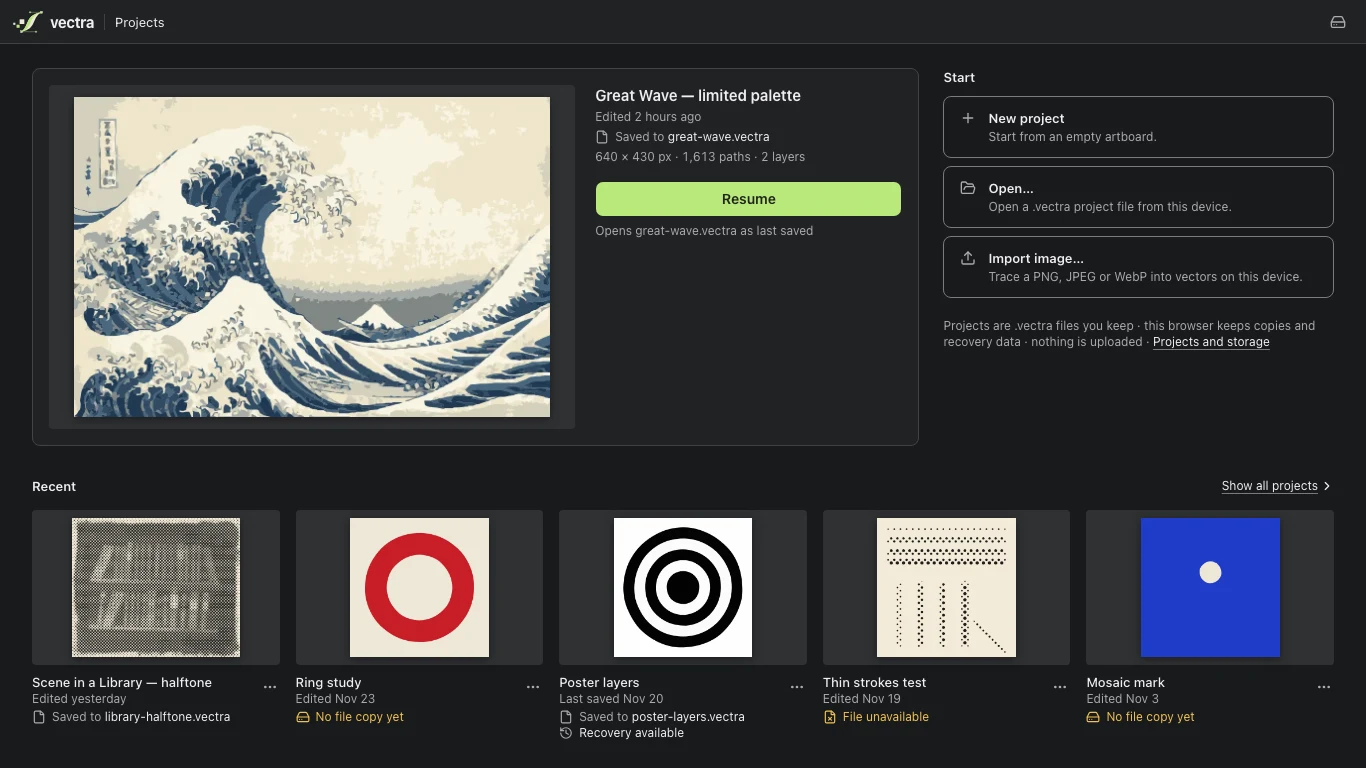 vectra
Projects
Great Wave — limited palette
Edited 2 hours ago
Saved to great-wave.vectra
640 × 430 px · 1,613 paths · 2 layers
Resume
Opens great-wave.vectra as last saved
Start
New project
Start from an empty artboard.
Open...
Open a .vectra project file from this device.
Import image...
Trace a PNG, JPEG or WebP into vectors on this device.
Projects are .vectra files you keep · this browser keeps copies and
recovery data · nothing is uploaded · Projects and storage
Recent
Show all projects
Scene in a Library — halftone
Edited yesterday
Saved to library-halftone.vectra
Ring study
Edited Nov 23
No file copy yet
Poster layers
Last saved Nov 20
Saved to poster-layers.vectra
Recovery available
Thin strokes test
Edited Nov 19
File unavailable
Mosaic mark
Edited Nov 3
No file copy yet